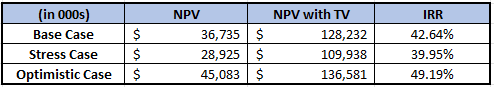 (in 000s) NPV NPV with TV IRR
Base Case $ 36,735 $ 128,232 42.64%
Stress Case $ 28,925 $ 109,938 39.95%
Optimistic Case $ 45,083 $ 136,581 49.19%